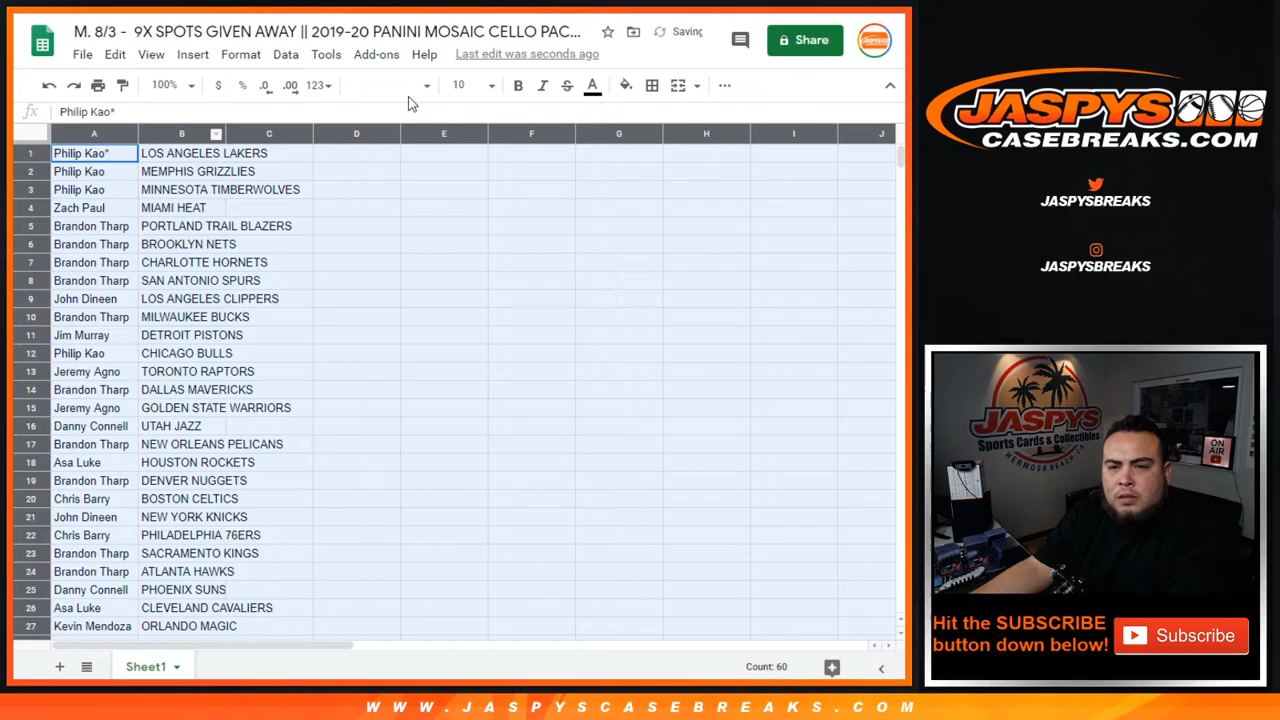 M. 8/3 - 9X SPOTS GIVEN AWAY || 2019-20 PANINI MOSAIC CELLO PAC... Saving
File Edit View Insert Format Data Tools Add-ons Help Last edit was seconds ago
Share
100% $ % .0 .00 123 10 B I S A ...
fx Philip Kao*
A B C D E F G H I J
1 Philip Kao* LOS ANGELES LAKERS
2 Philip Kao MEMPHIS GRIZZLIES
3 Philip Kao MINNESOTA TIMBERWOLVES
4 Zach Paul MIAMI HEAT
5 Brandon Tharp PORTLAND TRAIL BLAZERS
6 Brandon Tharp BROOKLYN NETS
7 Brandon Tharp CHARLOTTE HORNETS
8 Brandon Tharp SAN ANTONIO SPURS
9 John Dineen LOS ANGELES CLIPPERS
10 Brandon Tharp MILWAUKEE BUCKS
11 Jim Murray DETROIT PISTONS
12 Philip Kao CHICAGO BULLS
13 Jeremy Agno TORONTO RAPTORS
14 Brandon Tharp DALLAS MAVERICKS
15 Jeremy Agno GOLDEN STATE WARRIORS
16 Danny Connell UTAH JAZZ
17 Brandon Tharp NEW ORLEANS PELICANS
18 Asa Luke HOUSTON ROCKETS
19 Brandon Tharp DENVER NUGGETS
20 Chris Barry BOSTON CELTICS
21 John Dineen NEW YORK KNICKS
22 Chris Barry PHILADELPHIA 76ERS
23 Brandon Tharp SACRAMENTO KINGS
24 Brandon Tharp ATLANTA HAWKS
25 Danny Connell PHOENIX SUNS
26 Asa Luke CLEVELAND CAVALIERS
27 Kevin Mendoza ORLANDO MAGIC
Sheet1 Count: 60
JASPYS
CASEBREAKS.COM
JASPYSBREAKS
JASPYSBREAKS
JASPYS
Sports Cards & Collectibles
HERMOSA BEACH, CA
ON
AIR
Hit the SUBSCRIBE
button down below!
Subscribe
WWW.JASPYSCASEBREAKS.COM